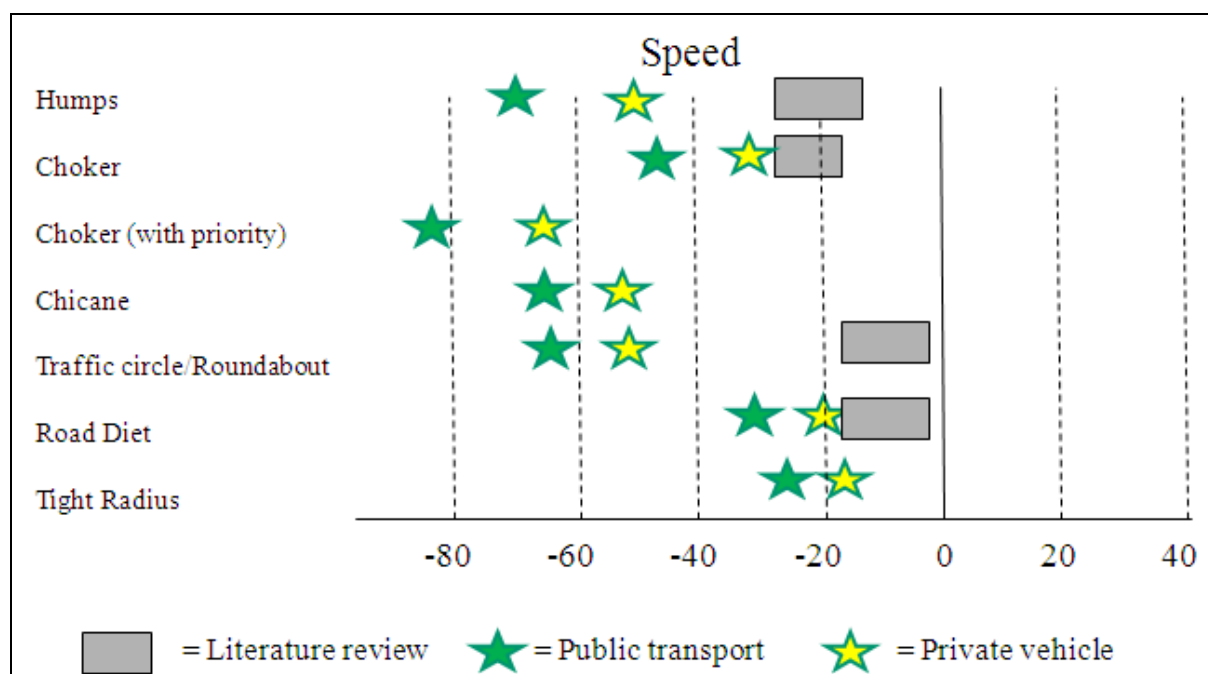 Speed
Humps
Choker
Choker (with priority)
Chicane
Traffic circle/Roundabout
Road Diet
Tight Radius
-80 -60 -40 -20 0 20 40
= Literature review = Public transport = Private vehicle